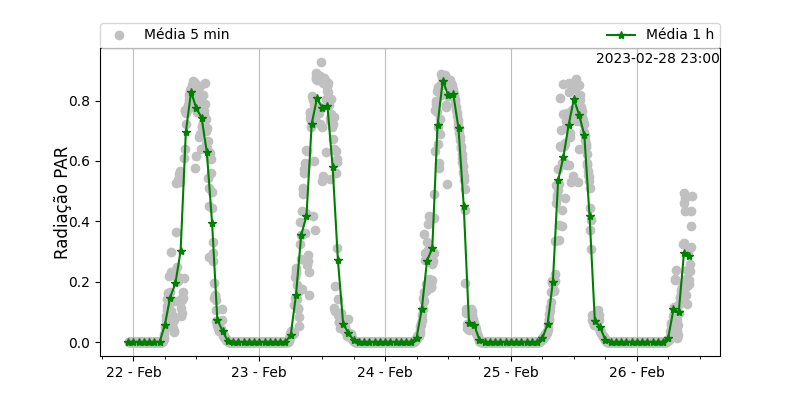 Média 5 min
Média 1 h
2023-02-28 23:00
Radiação PAR
0.8
0.6
0.4
0.2
0.0
22 - Feb
23 - Feb
24 - Feb
25 - Feb
26 - Feb